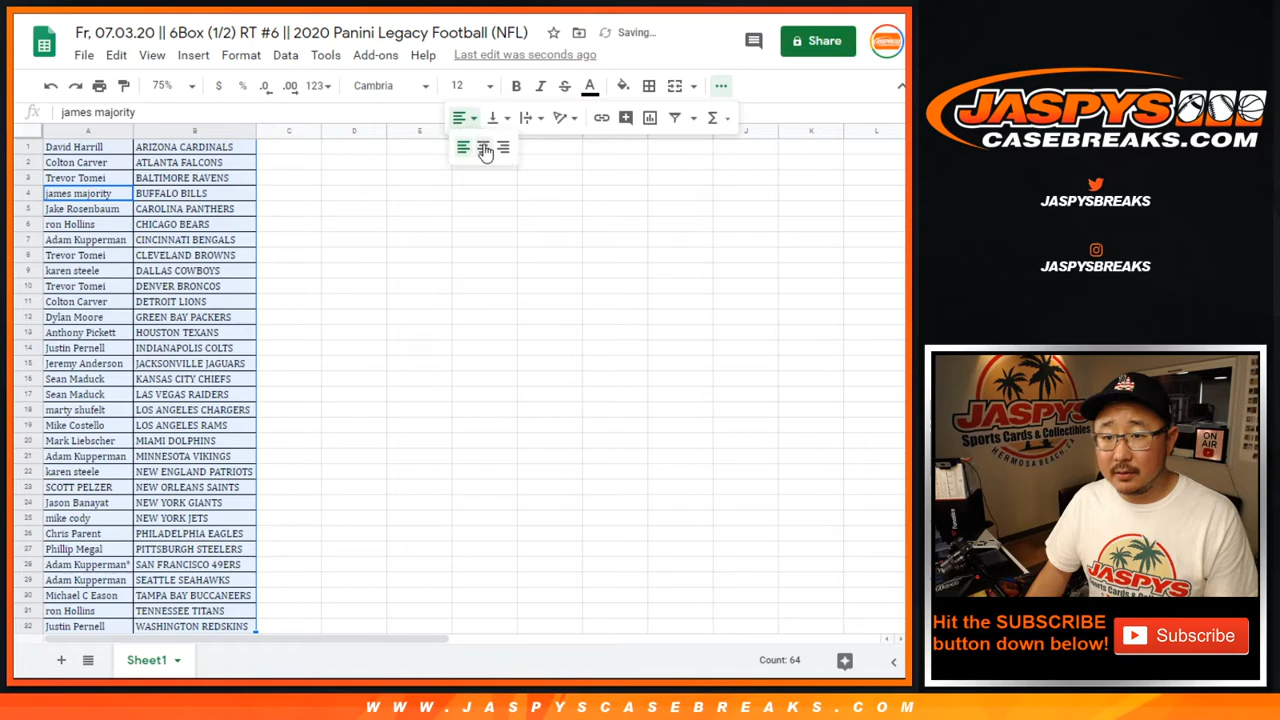 Fr, 07.03.20 || 6Box (1/2) RT #6 || 2020 Panini Legacy Football (NFL) Saving...
File Edit View Insert Format Data Tools Add-ons Help Last edit was seconds ago
Share
75% $ % .0 .00 123 Cambria 12 B I S A
fx james majority
A B C D E F G H I J K L
1 David Harrill ARIZONA CARDINALS
2 Colton Carver ATLANTA FALCONS
3 Trevor Tomei BALTIMORE RAVENS
4 james majority BUFFALO BILLS
5 Jake Rosenbaum CAROLINA PANTHERS
6 ron Hollins CHICAGO BEARS
7 Adam Kupperman CINCINNATI BENGALS
8 Trevor Tomei CLEVELAND BROWNS
9 karen steele DALLAS COWBOYS
10 Trevor Tomei DENVER BRONCOS
11 Colton Carver DETROIT LIONS
12 Dylan Moore GREEN BAY PACKERS
13 Anthony Pickett HOUSTON TEXANS
14 Justin Pernell INDIANAPOLIS COLTS
15 Jeremy Anderson JACKSONVILLE JAGUARS
16 Sean Maduck KANSAS CITY CHIEFS
17 Sean Maduck LAS VEGAS RAIDERS
18 marty shufelt LOS ANGELES CHARGERS
19 Mike Costello LOS ANGELES RAMS
20 Mark Liebscher MIAMI DOLPHINS
21 Adam Kupperman MINNESOTA VIKINGS
22 karen steele NEW ENGLAND PATRIOTS
23 SCOTT PELZER NEW ORLEANS SAINTS
24 Jason Banayat NEW YORK GIANTS
25 mike cody NEW YORK JETS
26 Chris Parent PHILADELPHIA EAGLES
27 Phillip Megal PITTSBURGH STEELERS
28 Adam Kupperman* SAN FRANCISCO 49ERS
29 Adam Kupperman SEATTLE SEAHAWKS
30 Michael C Eason TAMPA BAY BUCCANEERS
31 ron Hollins TENNESSEE TITANS
32 Justin Pernell WASHINGTON REDSKINS
Sheet1
Count: 64
JASPYS
CASEBREAKS.COM
JASPYSBREAKS
JASPYSBREAKS
JASPYS
Sports Cards & Collectibles
HERMOSA BEACH, CA
ON
AIR
JASPYS
Hit the SUBSCRIBE
button down below!
Subscribe
WWW.JASPYSCASEBREAKS.COM